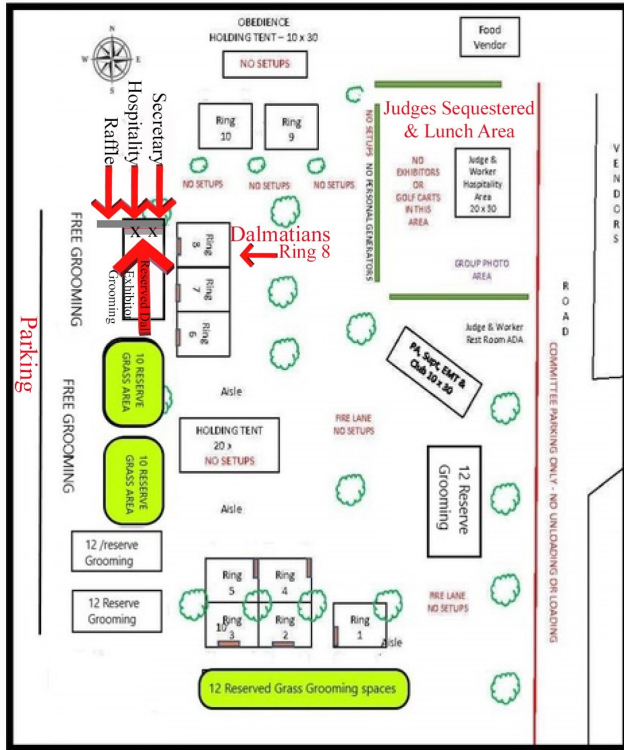 OBEDIENCE
HOLDING TENT – 10 x 30
NO SETUPS
Food
Vendor
N
W
E
S
Secretary
Hospitality
Raffle
Ring
10
Ring
9
NO SETUPS
NO SETUPS
NO SETUPS
NO SETUPS
NO PERSONAL GENERATORS
Judges Sequestered
& Lunch Area
NO
EXHIBITORS
OR
GOLF CARTS
IN THIS
AREA
Judge &
Worker
Hospitality
Area
20 x 30
GROUP PHOTO
AREA
VENDORS
ROAD
X X
Reserved Dall
Exhibitor
Grooming
Ring
8
Ring
7
Ring
6
Dalmatians
Ring 8
FREE GROOMING
Parking
FREE GROOMING
10 RESERVE
GRASS AREA
10 RESERVE
GRASS AREA
Aisle
HOLDING TENT
20 x
NO SETUPS
Aisle
FIRE LANE
NO SETUPS
Judge & Worker
Rest Room ADA
PA, Supt, EMT &
Club 10 x 30
12 Reserve
Grooming
COMMITTEE PARKING ONLY - NO UNLOADING OR LOADING
12 /reserve
Grooming
12 Reserve
Grooming
Ring
5
Ring
4
10
Ring
3
Ring
2
Ring
1
Aisle
FIRE LANE
NO SETUPS
12 Reserved Grass Grooming spaces